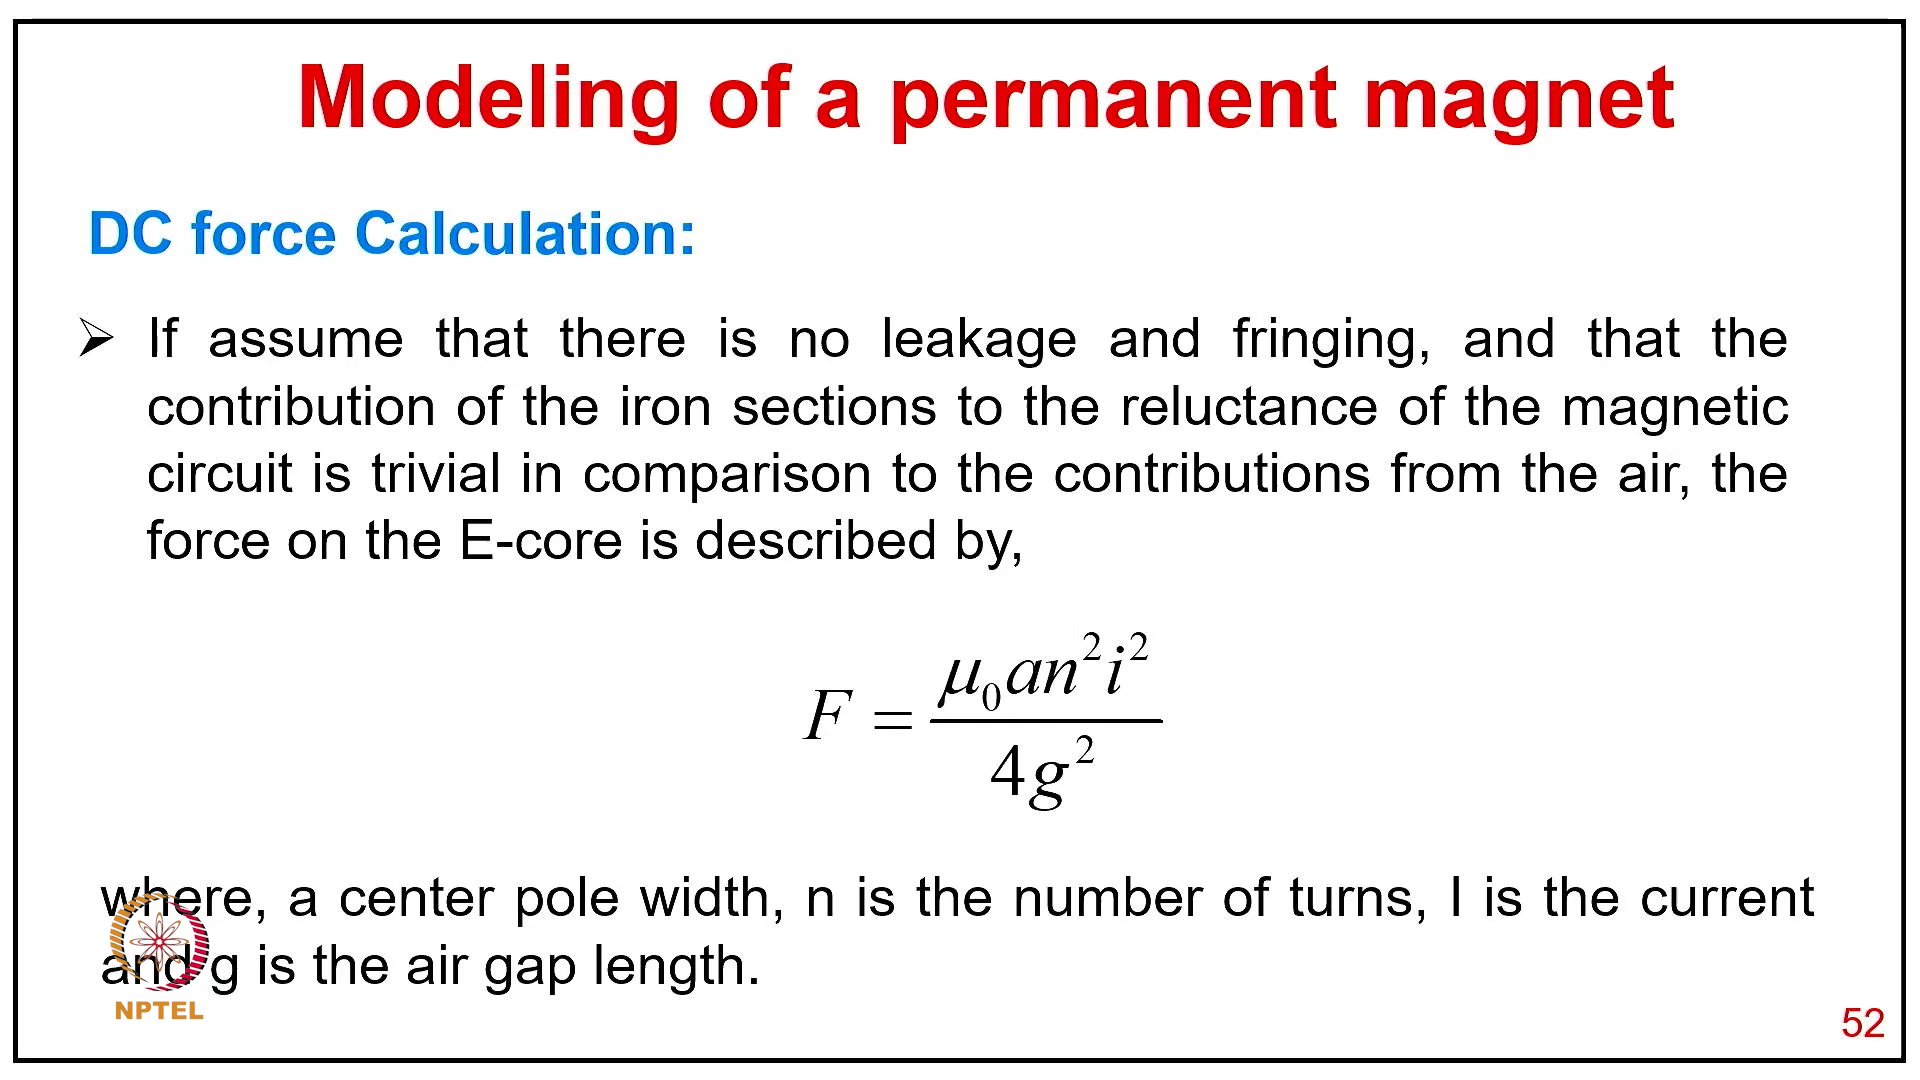 Modeling of a permanent magnet
DC force Calculation:
➢ If assume that there is no leakage and fringing, and that the
contribution of the iron sections to the reluctance of the magnetic
circuit is trivial in comparison to the contributions from the air, the
force on the E-core is described by,
F = μ₀an²i² / 4g²
where, a center pole width, n is the number of turns, I is the current
and g is the air gap length.
NPTEL
52